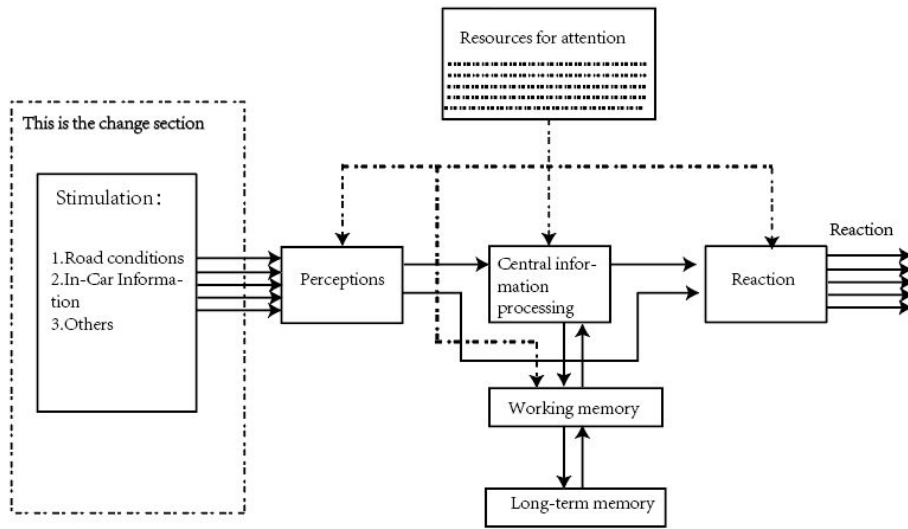 Resources for attention
This is the change section
Stimulation:
1.Road conditions
2.In-Car Informa-
tion
3.Others
Perceptions
Central infor-
mation
processing
Reaction
Reaction
Working memory
Long-term memory